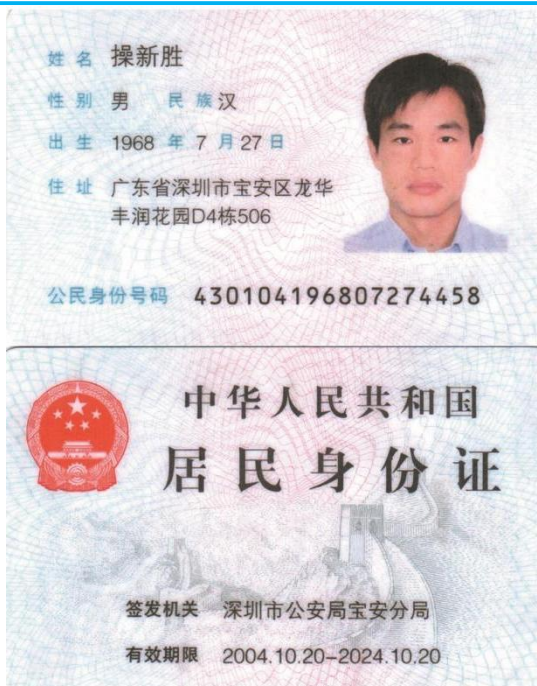 姓名 操新胜
性别 男 民族 汉
出生 1968 年 7 月 27 日
住址 广东省深圳市宝安区龙华
丰润花园D4栋506
公民身份号码 430104196807274458
中华人民共和国
居民身份证
签发机关 深圳市公安局宝安分局
有效期限 2004.10.20-2024.10.20